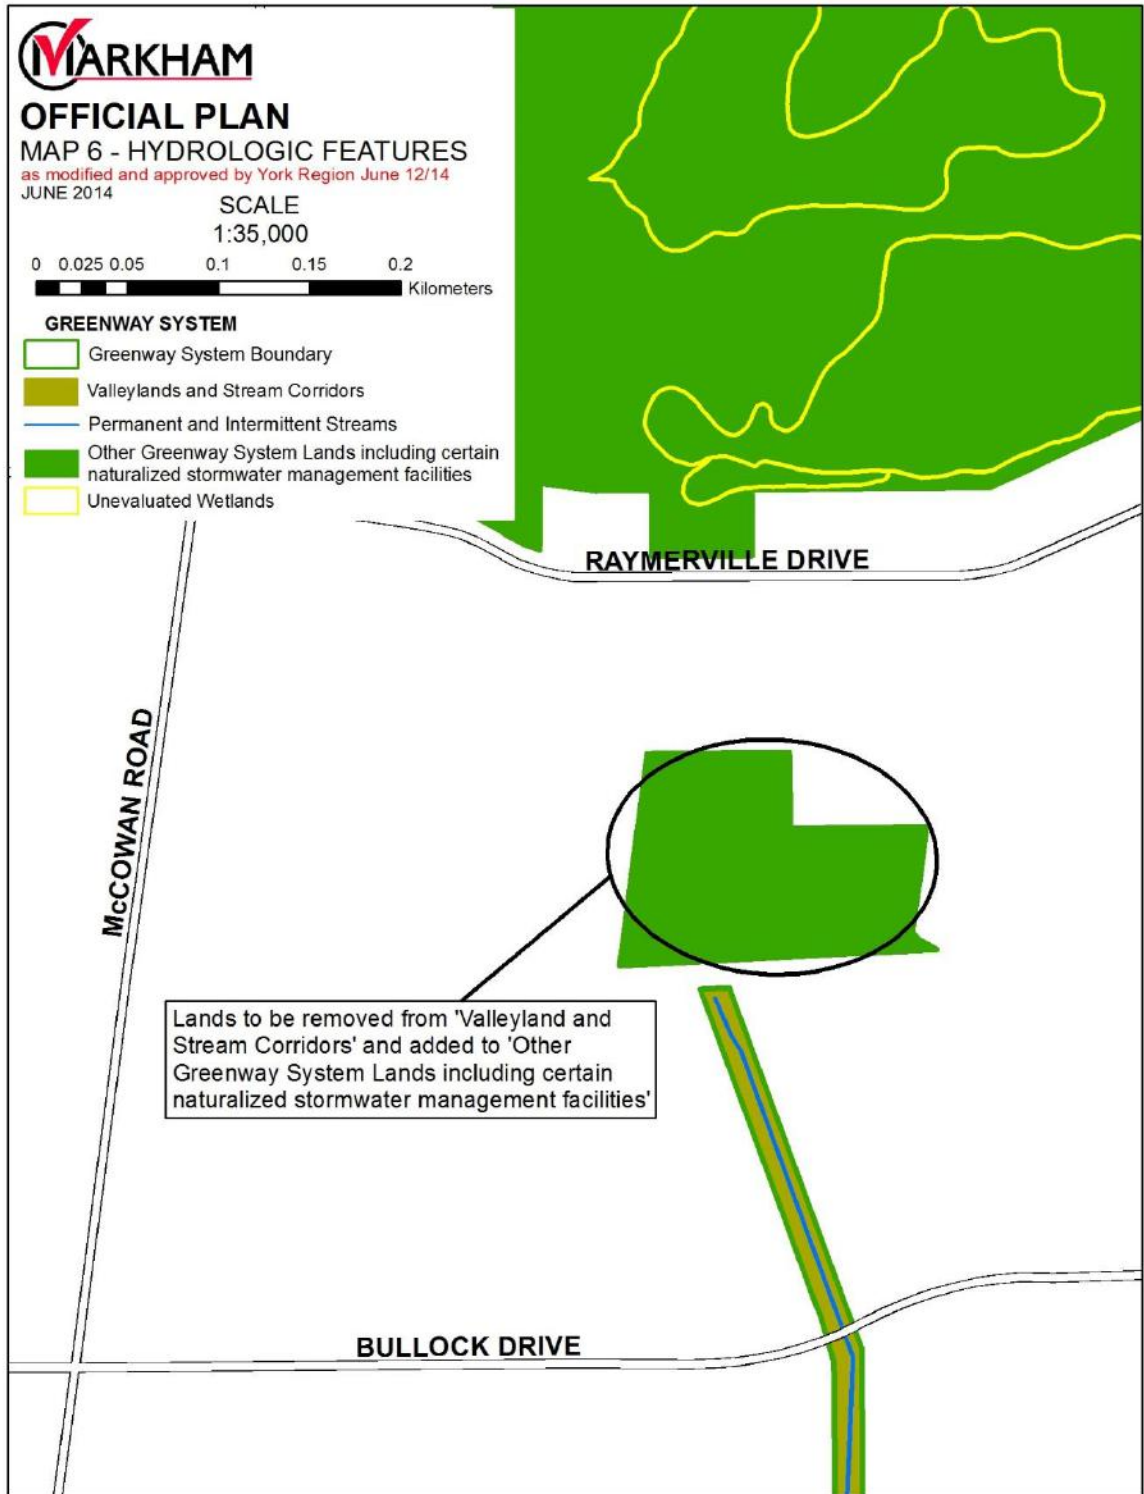 MARKHAM
OFFICIAL PLAN
MAP 6 - HYDROLOGIC FEATURES
as modified and approved by York Region June 12/14
JUNE 2014
SCALE
1:35,000
0 0.025 0.05 0.1 0.15 0.2
Kilometers
GREENWAY SYSTEM
Greenway System Boundary
Valleylands and Stream Corridors
Permanent and Intermittent Streams
Other Greenway System Lands including certain
naturalized stormwater management facilities
Unevaluated Wetlands
RAYMERVILLE DRIVE
McCOWAN ROAD
Lands to be removed from 'Valleyland and
Stream Corridors' and added to 'Other
Greenway System Lands including certain
naturalized stormwater management facilities'
BULLOCK DRIVE